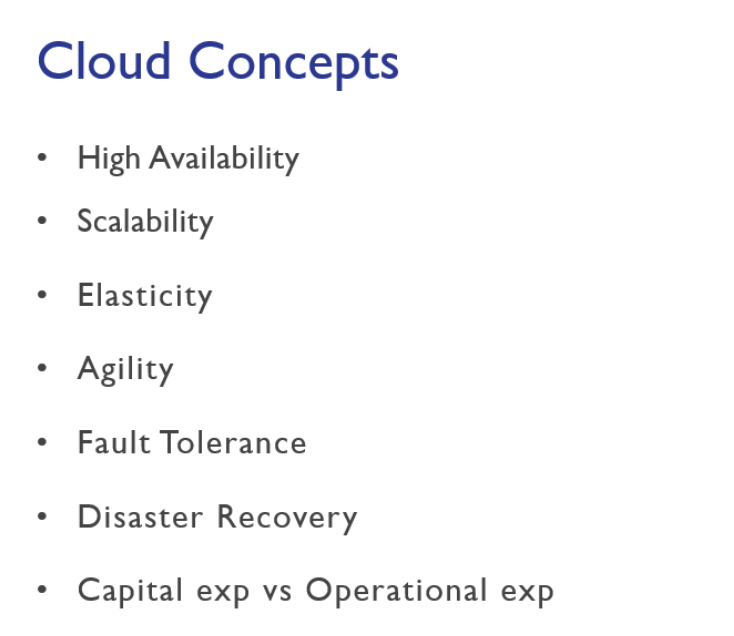 Cloud Concepts
• High Availability
• Scalability
• Elasticity
• Agility
• Fault Tolerance
• Disaster Recovery
• Capital exp vs Operational exp